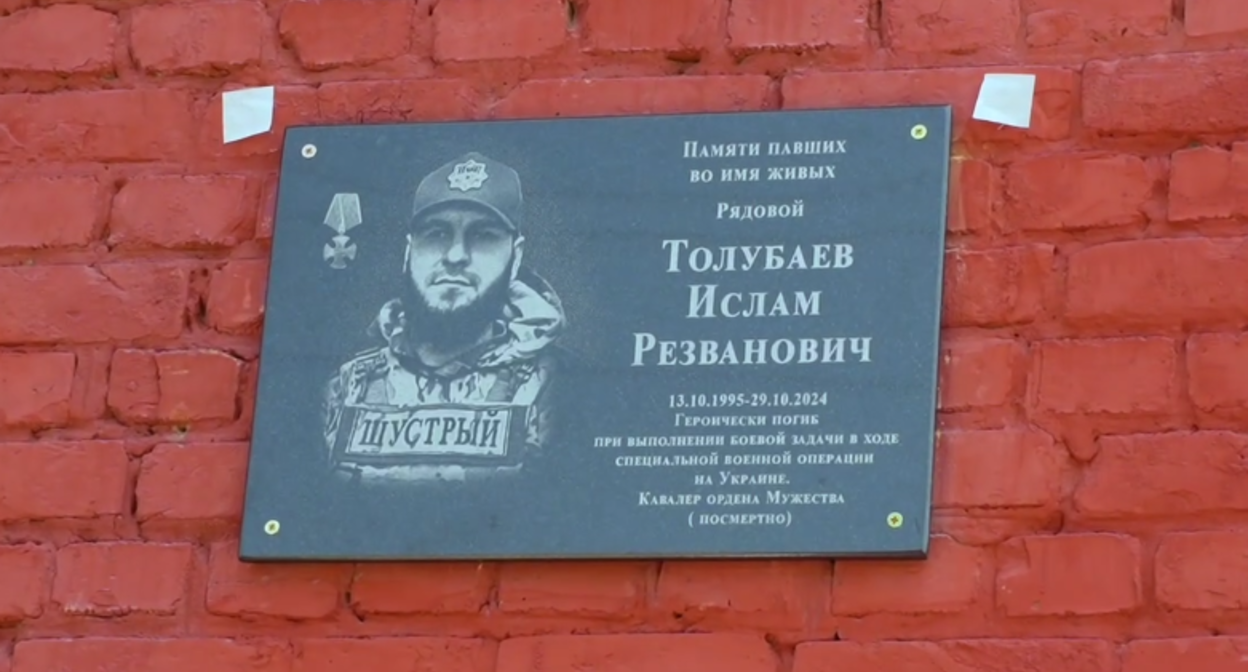 Памяти павших
во имя живых
Рядовой
Толубаев
Ислам
Резванович
13.10.1995-29.10.2024
Героически погиб
при выполнении боевой задачи в ходе
специальной военной операции
на Украине.
Кавалер ордена Мужества
( посмертно)
ШУСТРЫЙ